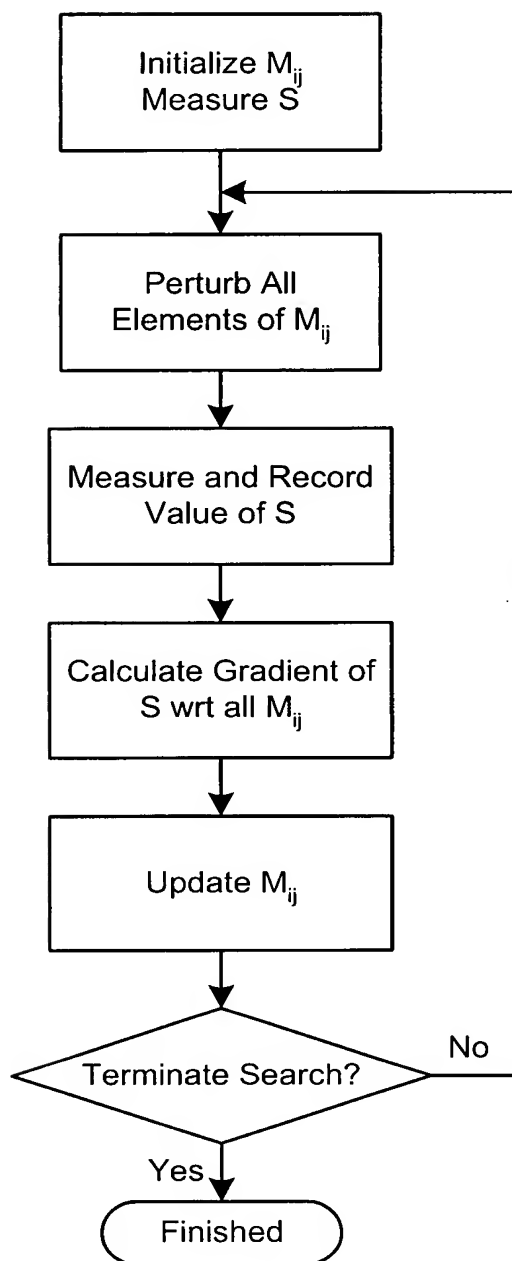 Initialize M_ij
Measure S
Perturb All
Elements of M_ij
Measure and Record
Value of S
Calculate Gradient of
S wrt all M_ij
Update M_ij
Terminate Search?
No
Yes
Finished